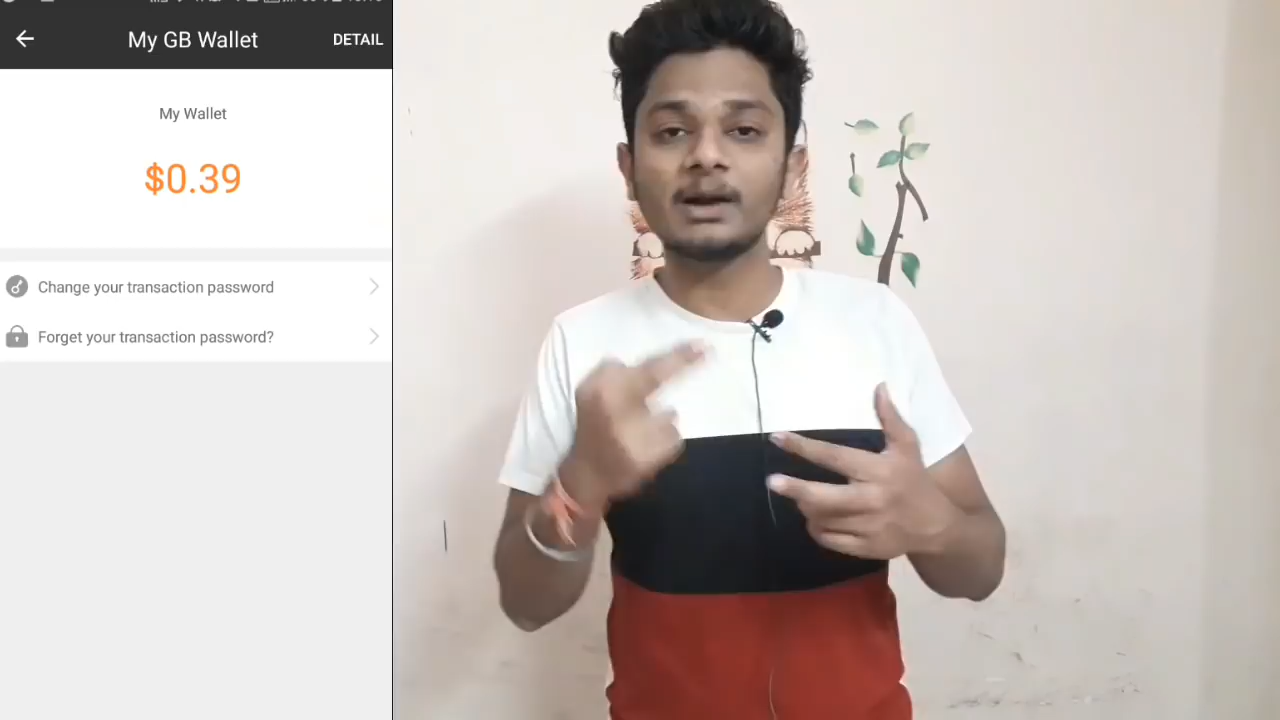 My GB Wallet
DETAIL
My Wallet
$0.39
Change your transaction password
Forget your transaction password?